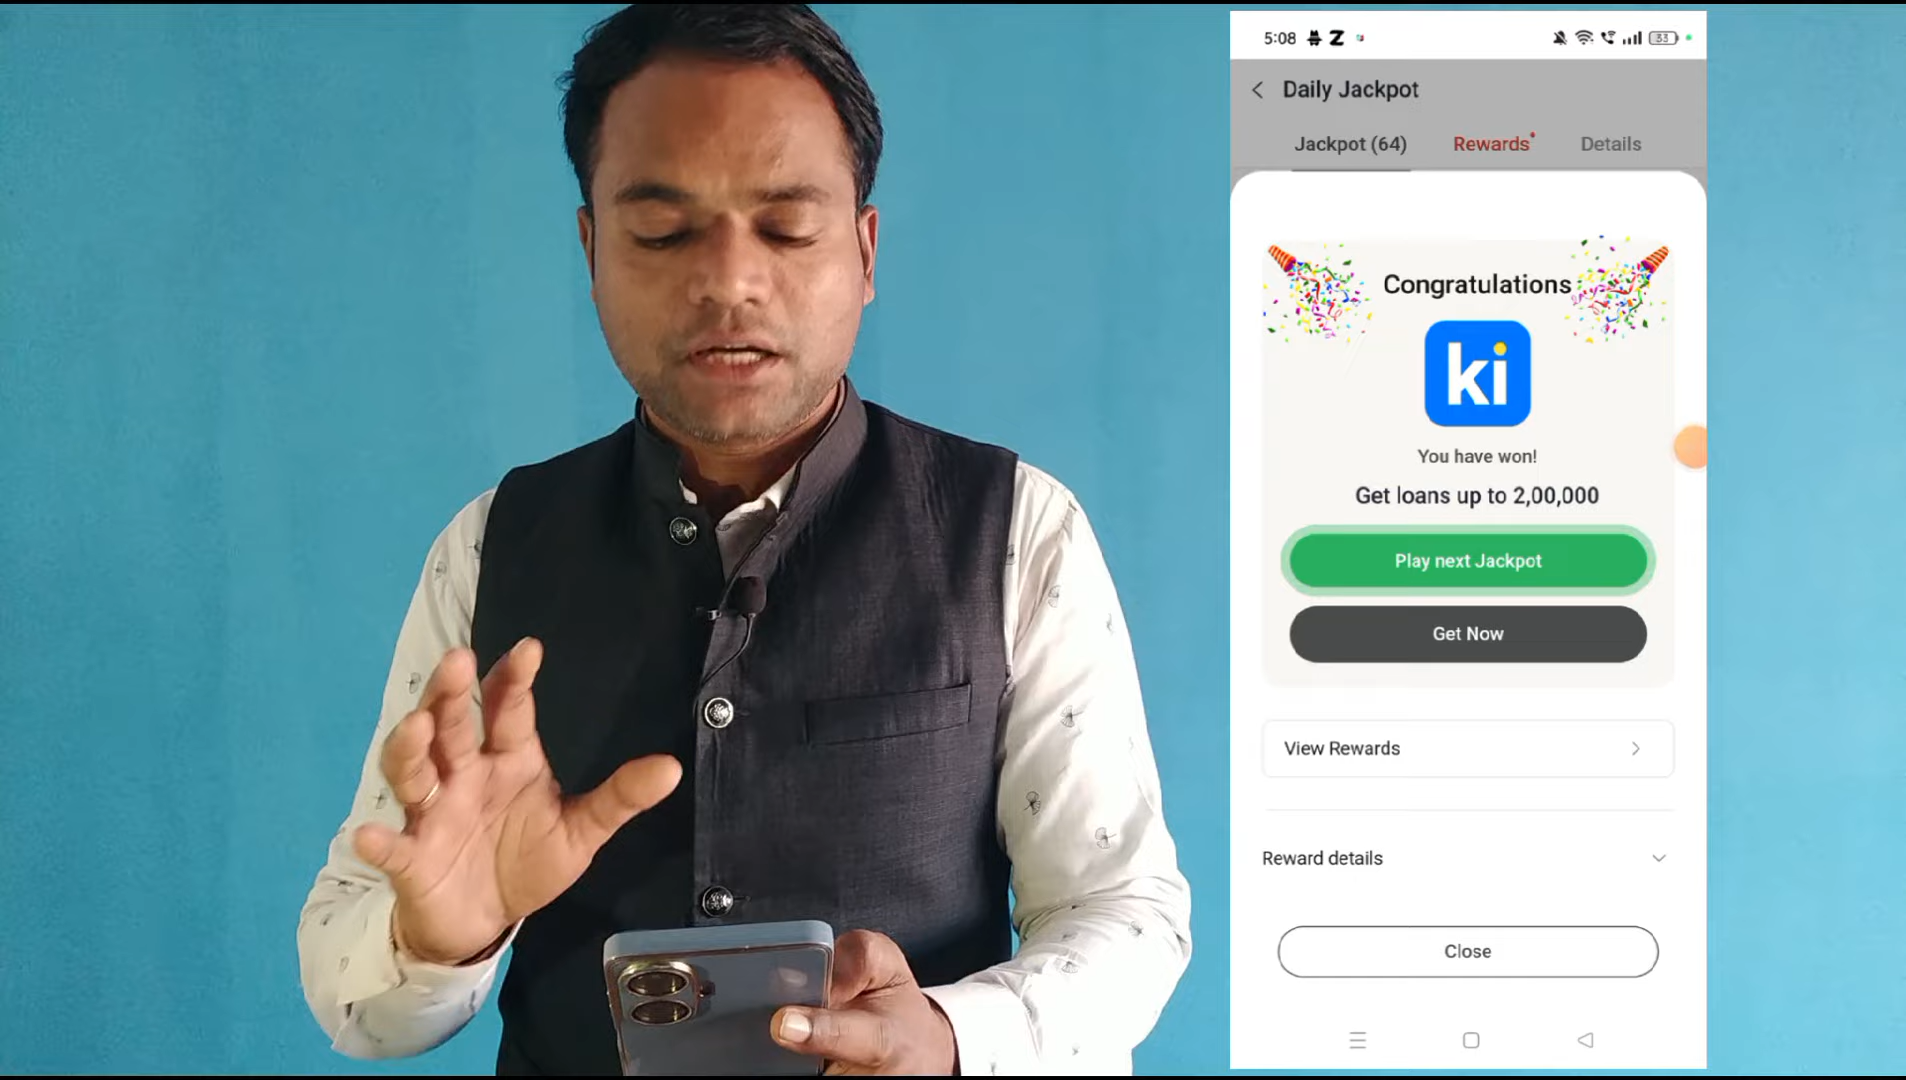 5:08
33
Daily Jackpot
Jackpot (64) Rewards Details
Congratulations
ki
You have won!
Get loans up to 2,00,000
Play next Jackpot
Get Now
View Rewards
Reward details
Close